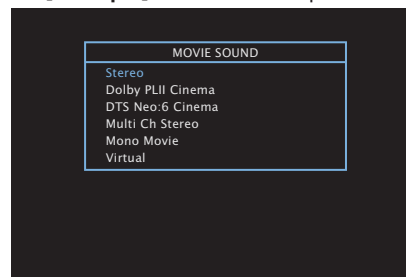 MOVIE SOUND
Stereo
Dolby PLII Cinema
DTS Neo:6 Cinema
Multi Ch Stereo
Mono Movie
Virtual